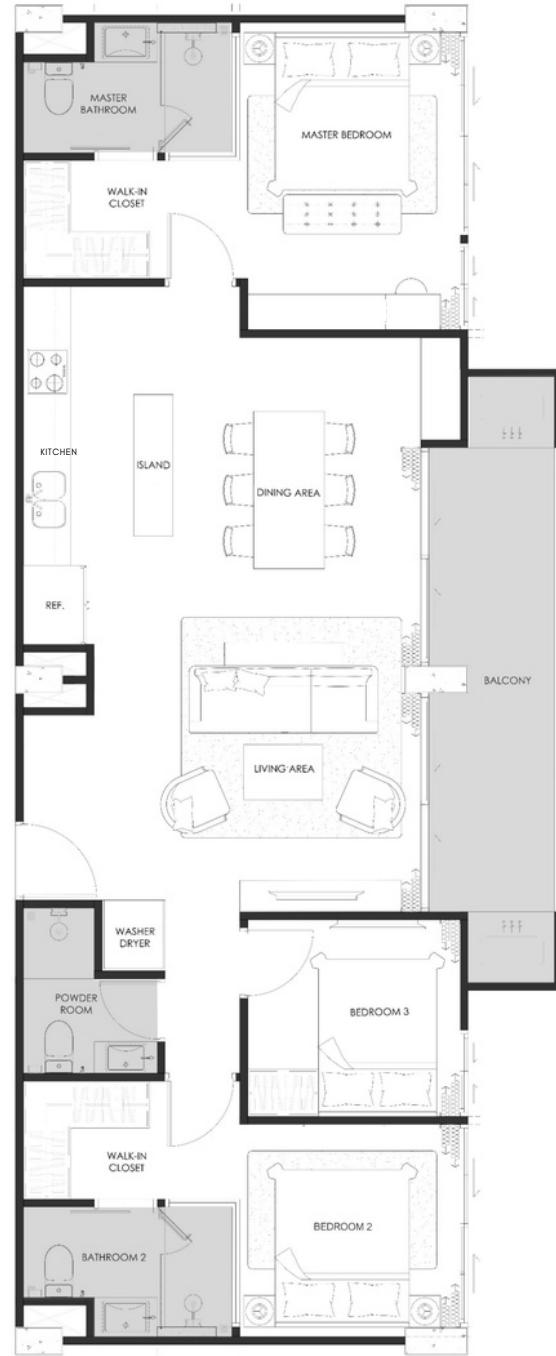 MASTER
BATHROOM
MASTER BEDROOM
WALK-IN
CLOSET
KITCHEN
ISLAND
DINING AREA
REF.
BALCONY
LIVING AREA
WASHER
DRYER
POWDER
ROOM
BEDROOM 3
WALK-IN
CLOSET
BEDROOM 2
BATHROOM 2